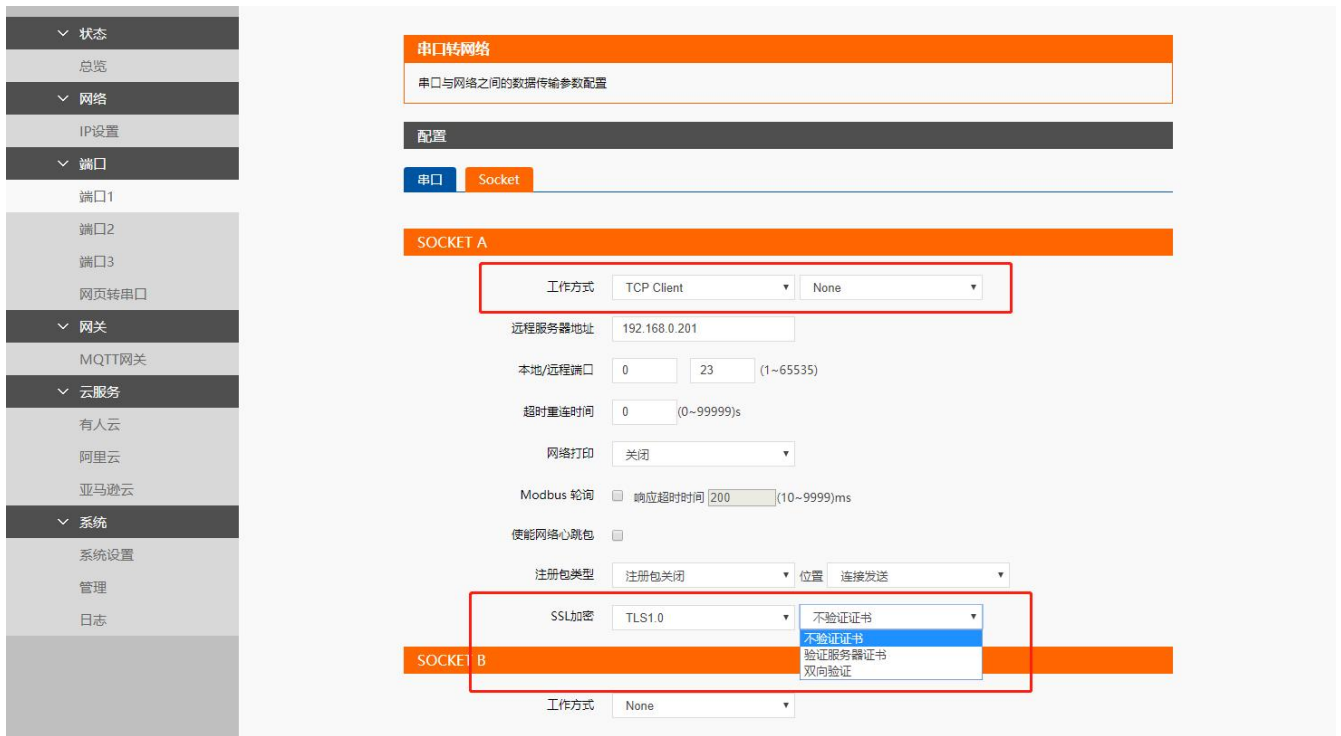 状态
总览
网络
IP设置
端口
端口1
端口2
端口3
网页转串口
网关
MQTT网关
云服务
有人云
阿里云
亚马逊云
系统
系统设置
管理
日志
串口转网络
串口与网络之间的数据传输参数配置
配置
串口 Socket
SOCKET A
工作方式 TCP Client None
远程服务器地址 192.168.0.201
本地/远程端口 0 23 (1~65535)
超时重连时间 0 (0~99999)s
网络打印 关闭
Modbus 轮询 响应超时时间 200 (10~9999)ms
使能网络心跳包
注册包类型 注册包关闭 位置 连接发送
SSL加密 TLS1.0 不验证证书
不验证证书
验证服务器证书
双向验证
SOCKET B
工作方式 None